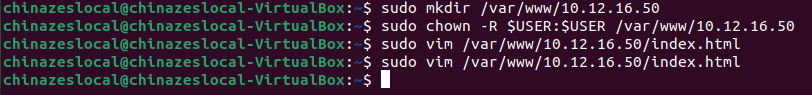 chinazeslocal@chinazeslocal-VirtualBox:~$ sudo mkdir /var/www/10.12.16.50
chinazeslocal@chinazeslocal-VirtualBox:~$ sudo chown -R $USER:$USER /var/www/10.12.16.50
chinazeslocal@chinazeslocal-VirtualBox:~$ sudo vim /var/www/10.12.16.50/index.html
chinazeslocal@chinazeslocal-VirtualBox:~$ sudo vim /var/www/10.12.16.50/index.html
chinazeslocal@chinazeslocal-VirtualBox:~$